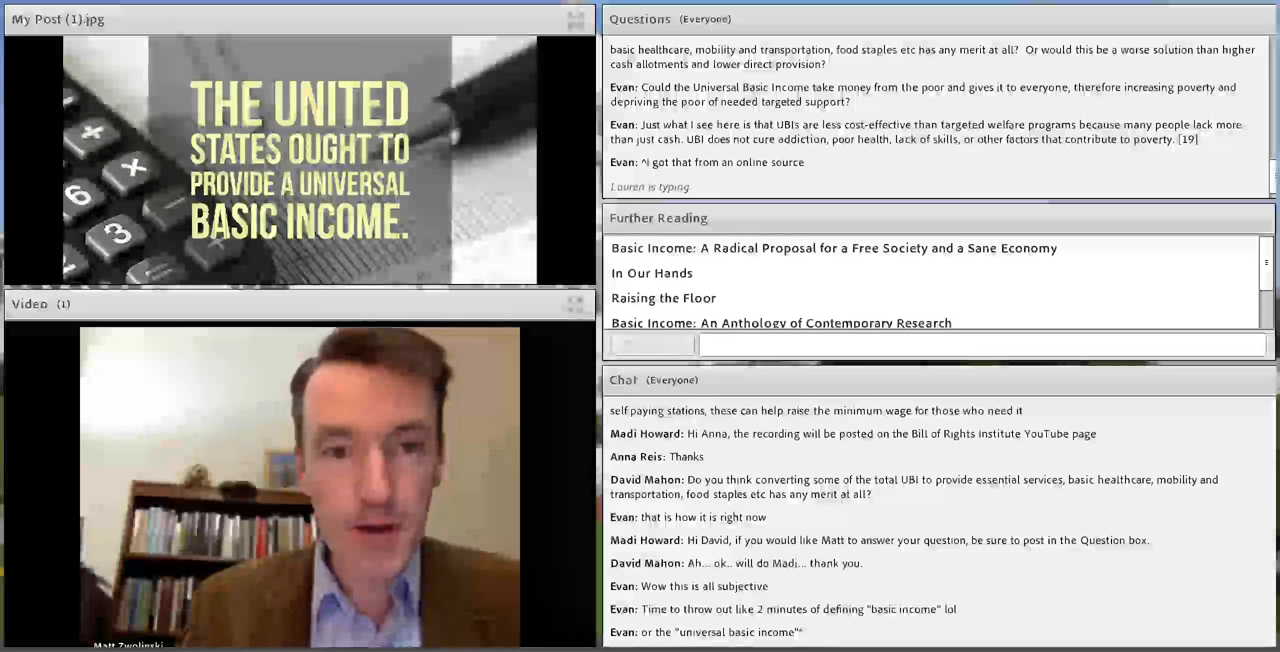 My Post (1).jpg
THE UNITED
STATES OUGHT TO
PROVIDE A UNIVERSAL
BASIC INCOME.
Video (1)
Matt Zwolinski
Questions (Everyone)
basic healthcare, mobility and transportation, food staples etc has any merit at all? Or would this be a worse solution than higher
cash allotments and lower direct provision?
Evan: Could the Universal Basic Income take money from the poor and gives it to everyone, therefore increasing poverty and
depriving the poor of needed targeted support?
Evan: Just what I see here is that UBIs are less cost-effective than targeted welfare programs because many people lack more
than just cash. UBI does not cure addiction, poor health, lack of skills, or other factors that contribute to poverty. [19]
Evan: ^I got that from an online source
Lauren is typing
Further Reading
Basic Income: A Radical Proposal for a Free Society and a Sane Economy
In Our Hands
Raising the Floor
Basic Income: An Anthology of Contemporary Research
Chat (Everyone)
self paying stations, these can help raise the minimum wage for those who need it
Madi Howard: Hi Anna, the recording will be posted on the Bill of Rights Institute YouTube page
Anna Reis: Thanks
David Mahon: Do you think converting some of the total UBI to provide essential services, basic healthcare, mobility and
transportation, food staples etc has any merit at all?
Evan: that is how it is right now
Madi Howard: Hi David, if you would like Matt to answer your question, be sure to post in the Question box.
David Mahon: Ah... ok.. will do Madi... thank you.
Evan: Wow this is all subjective
Evan: Time to throw out like 2 minutes of defining "basic income" lol
Evan: or the "universal basic income"*